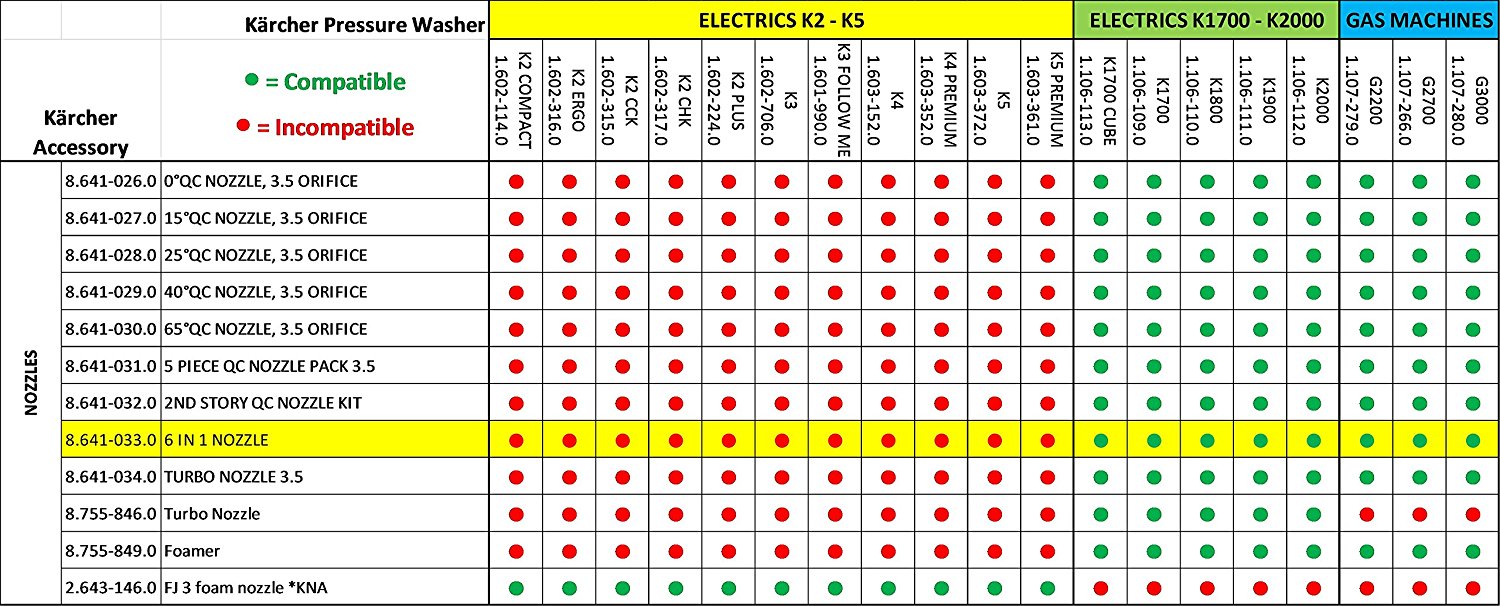 Kärcher Pressure Washer
ELECTRICS K2 - K5
ELECTRICS K1700 - K2000
GAS MACHINES
= Compatible
= Incompatible
Kärcher
Accessory
K2 COMPACT
1.602-114.0
K2 ERGO
1.602-316.0
K2 CCK
1.602-315.0
K2 CHK
1.602-317.0
K2 PLUS
1.602-224.0
K3
1.602-706.0
K3 FOLLOW ME
1.601-990.0
K4
1.603-152.0
K4 PREMIUM
1.603-352.0
K5
1.603-372.0
K5 PREMIUM
1.603-361.0
K1700 CUBE
1.106-113.0
K1700
1.106-109.0
K1800
1.106-110.0
K1900
1.106-111.0
K2000
1.106-112.0
G2200
1.107-279.0
G2700
1.107-266.0
G3000
1.107-280.0
NOZZLES
8.641-026.0 0°QC NOZZLE, 3.5 ORIFICE
8.641-027.0 15°QC NOZZLE, 3.5 ORIFICE
8.641-028.0 25°QC NOZZLE, 3.5 ORIFICE
8.641-029.0 40°QC NOZZLE, 3.5 ORIFICE
8.641-030.0 65°QC NOZZLE, 3.5 ORIFICE
8.641-031.0 5 PIECE QC NOZZLE PACK 3.5
8.641-032.0 2ND STORY QC NOZZLE KIT
8.641-033.0 6 IN 1 NOZZLE
8.641-034.0 TURBO NOZZLE 3.5
8.755-846.0 Turbo Nozzle
8.755-849.0 Foamer
2.643-146.0 FJ 3 foam nozzle *KNA